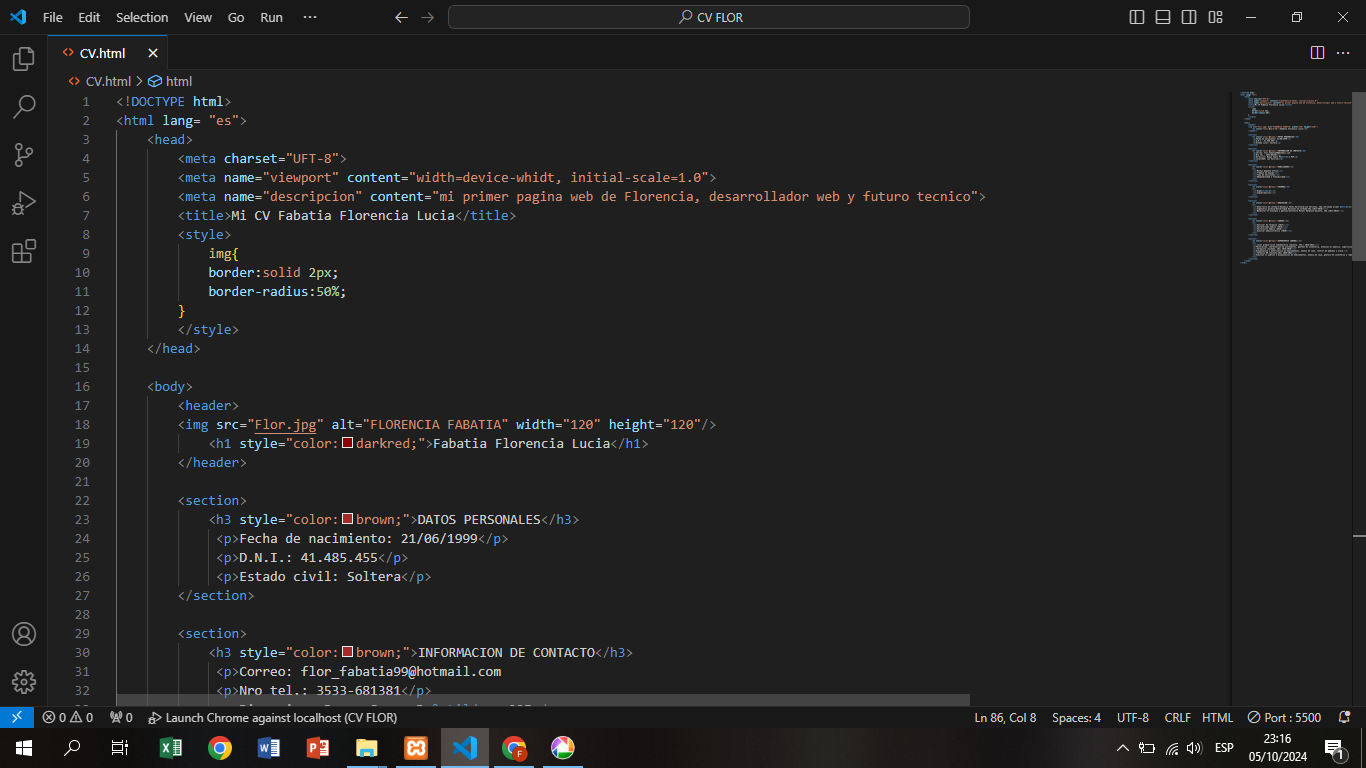 File Edit Selection View Go Run ··· CV FLOR
CV.html
CV.html > html
1 <!DOCTYPE html>
2 <html lang= "es">
3 <head>
4 <meta charset="UFT-8">
5 <meta name="viewport" content="width=device-whidt, initial-scale=1.0">
6 <meta name="descripcion" content="mi primer pagina web de Florencia, desarrollador web y futuro tecnico">
7 <title>Mi CV Fabatia Florencia Lucia</title>
8 <style>
9 img{
10 border:solid 2px;
11 border-radius:50%;
12 }
13 </style>
14 </head>
15
16 <body>
17 <header>
18 <img src="Flor.jpg" alt="FLORENCIA FABATIA" width="120" height="120"/>
19 <h1 style="color:darkred;">Fabatia Florencia Lucia</h1>
20 </header>
21
22 <section>
23 <h3 style="color:brown;">DATOS PERSONALES</h3>
24 <p>Fecha de nacimiento: 21/06/1999</p>
25 <p>D.N.I.: 41.485.455</p>
26 <p>Estado civil: Soltera</p>
27 </section>
28
29 <section>
30 <h3 style="color:brown;">INFORMACION DE CONTACTO</h3>
31 <p>Correo: flor_fabatia99@hotmail.com
32 <p>Nro tel.: 3533-681381</p>
0 0 0 Launch Chrome against localhost (CV FLOR) Ln 86, Col 8 Spaces: 4 UTF-8 CRLF HTML Port : 5500
ESP 23:16
05/10/2024
1